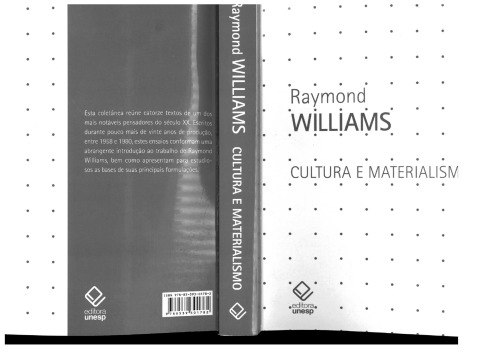 Esta coletânea reúne catorze textos de um dos
mais notáveis pensadores do século XX. Escritos
durante pouco mais de vinte anos de produção,
entre 1958 e 1980, estes ensaios conformam uma
abrangente introdução ao trabalho de Raymond
Williams, bem como apresentam para estudio-
sos as bases de suas principais formulações.
editora
unesp
Raymond WILLIAMS CULTURA E MATERIALISMO
editora
unesp
Raymond
WILLIAMS
CULTURA E MATERIALISM
editora
unesp